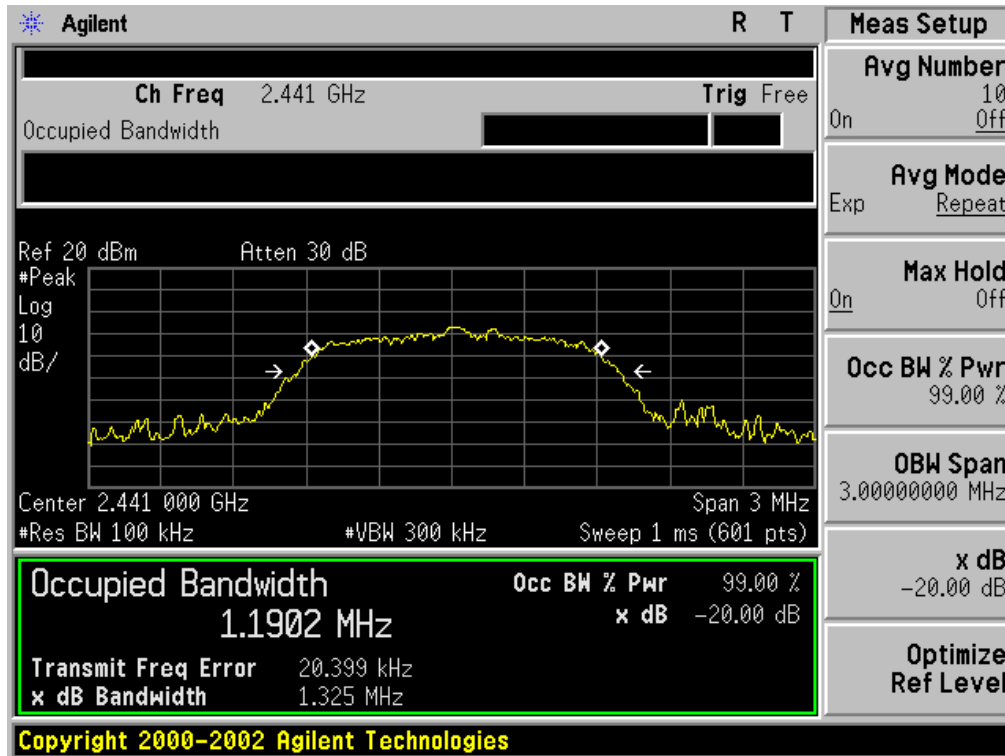 Agilent R T
Ch Freq 2.441 GHz Trig Free
Occupied Bandwidth
Ref 20 dBm Atten 30 dB
#Peak
Log
10
dB/
Center 2.441 000 GHz Span 3 MHz
#Res BW 100 kHz #VBW 300 kHz Sweep 1 ms (601 pts)
Occupied Bandwidth Occ BW % Pwr 99.00 %
1.1902 MHz x dB -20.00 dB
Transmit Freq Error 20.399 kHz
x dB Bandwidth 1.325 MHz
Copyright 2000-2002 Agilent Technologies
Meas Setup
Avg Number
10
On Off
Avg Mode
Exp Repeat
Max Hold
On Off
Occ BW % Pwr
99.00 %
OBW Span
3.00000000 MHz
x dB
-20.00 dB
Optimize
Ref Level